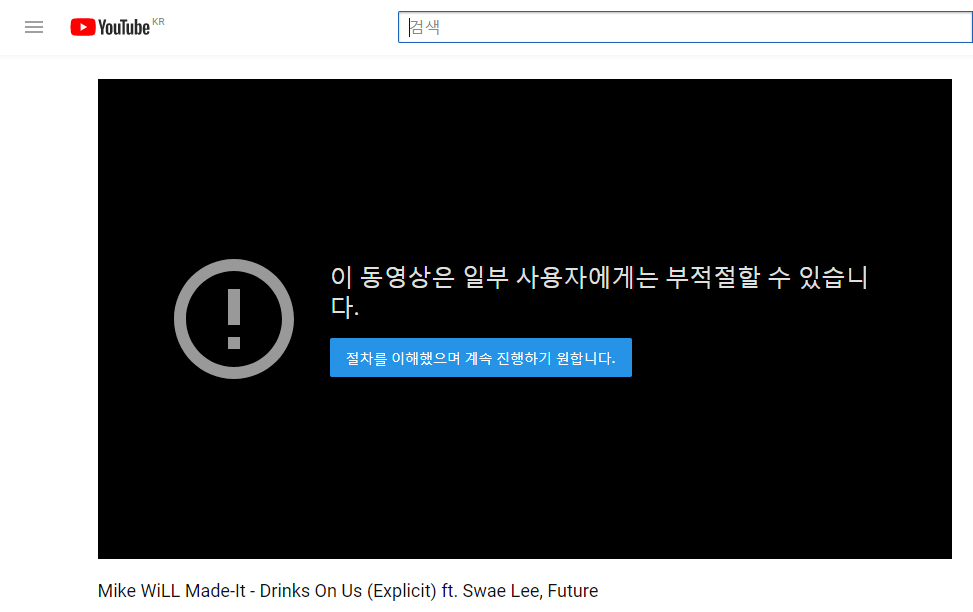 YouTube KR
검색
이 동영상은 일부 사용자에게는 부적절할 수 있습니
다.
절차를 이해했으며 계속 진행하기 원합니다.
Mike WiLL Made-It - Drinks On Us (Explicit) ft. Swae Lee, Future